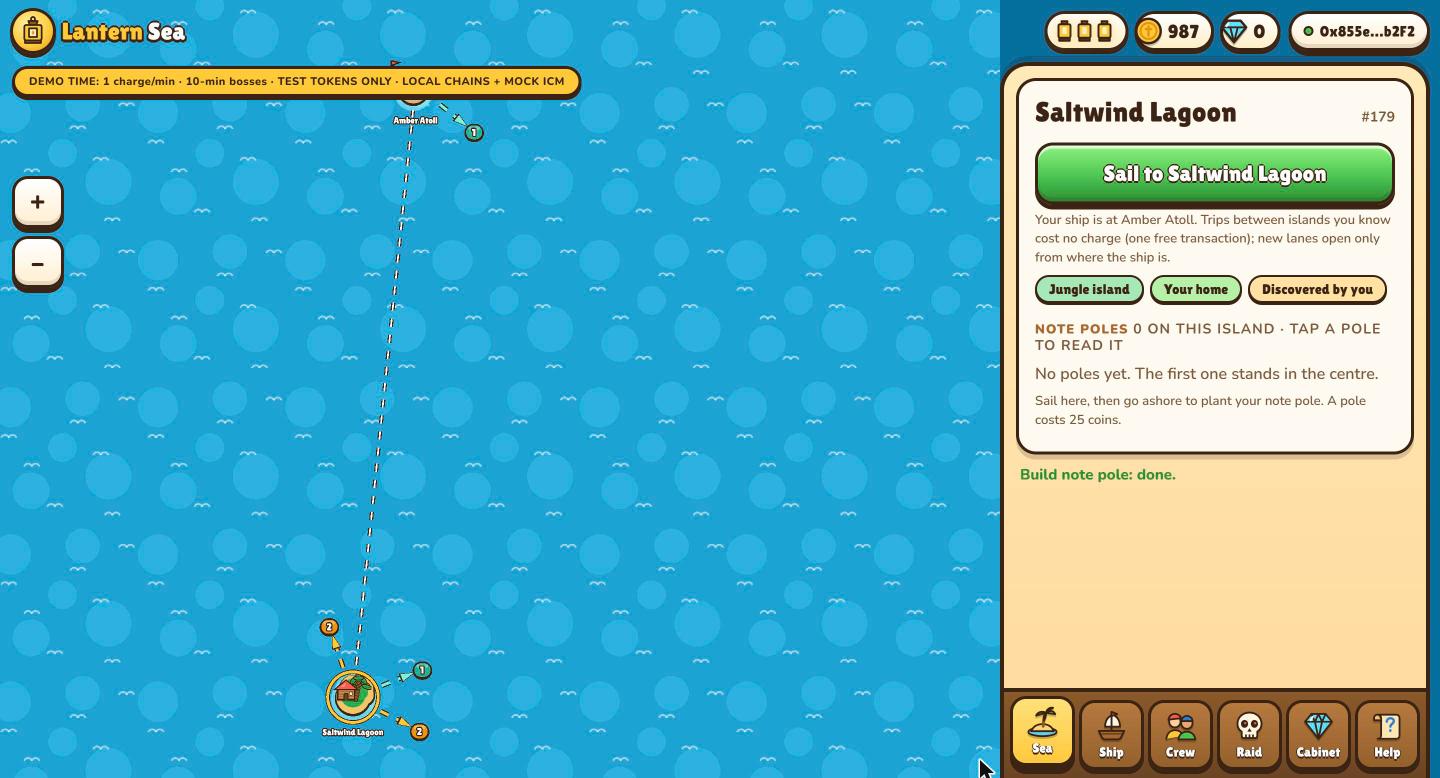 Lantern Sea
987
0
0x855e...b2F2
DEMO TIME: 1 charge/min · 10-min bosses · TEST TOKENS ONLY · LOCAL CHAINS + MOCK ICM
Amber Atoll
1
+
−
2
1
2
Saltwind Lagoon
Saltwind Lagoon
#179
Sail to Saltwind Lagoon
Your ship is at Amber Atoll. Trips between islands you know
cost no charge (one free transaction); new lanes open only
from where the ship is.
Jungle island
Your home
Discovered by you
NOTE POLES 0 ON THIS ISLAND · TAP A POLE
TO READ IT
No poles yet. The first one stands in the centre.
Sail here, then go ashore to plant your note pole. A pole
costs 25 coins.
Build note pole: done.
Sea
Ship
Crew
Raid
Cabinet
Help